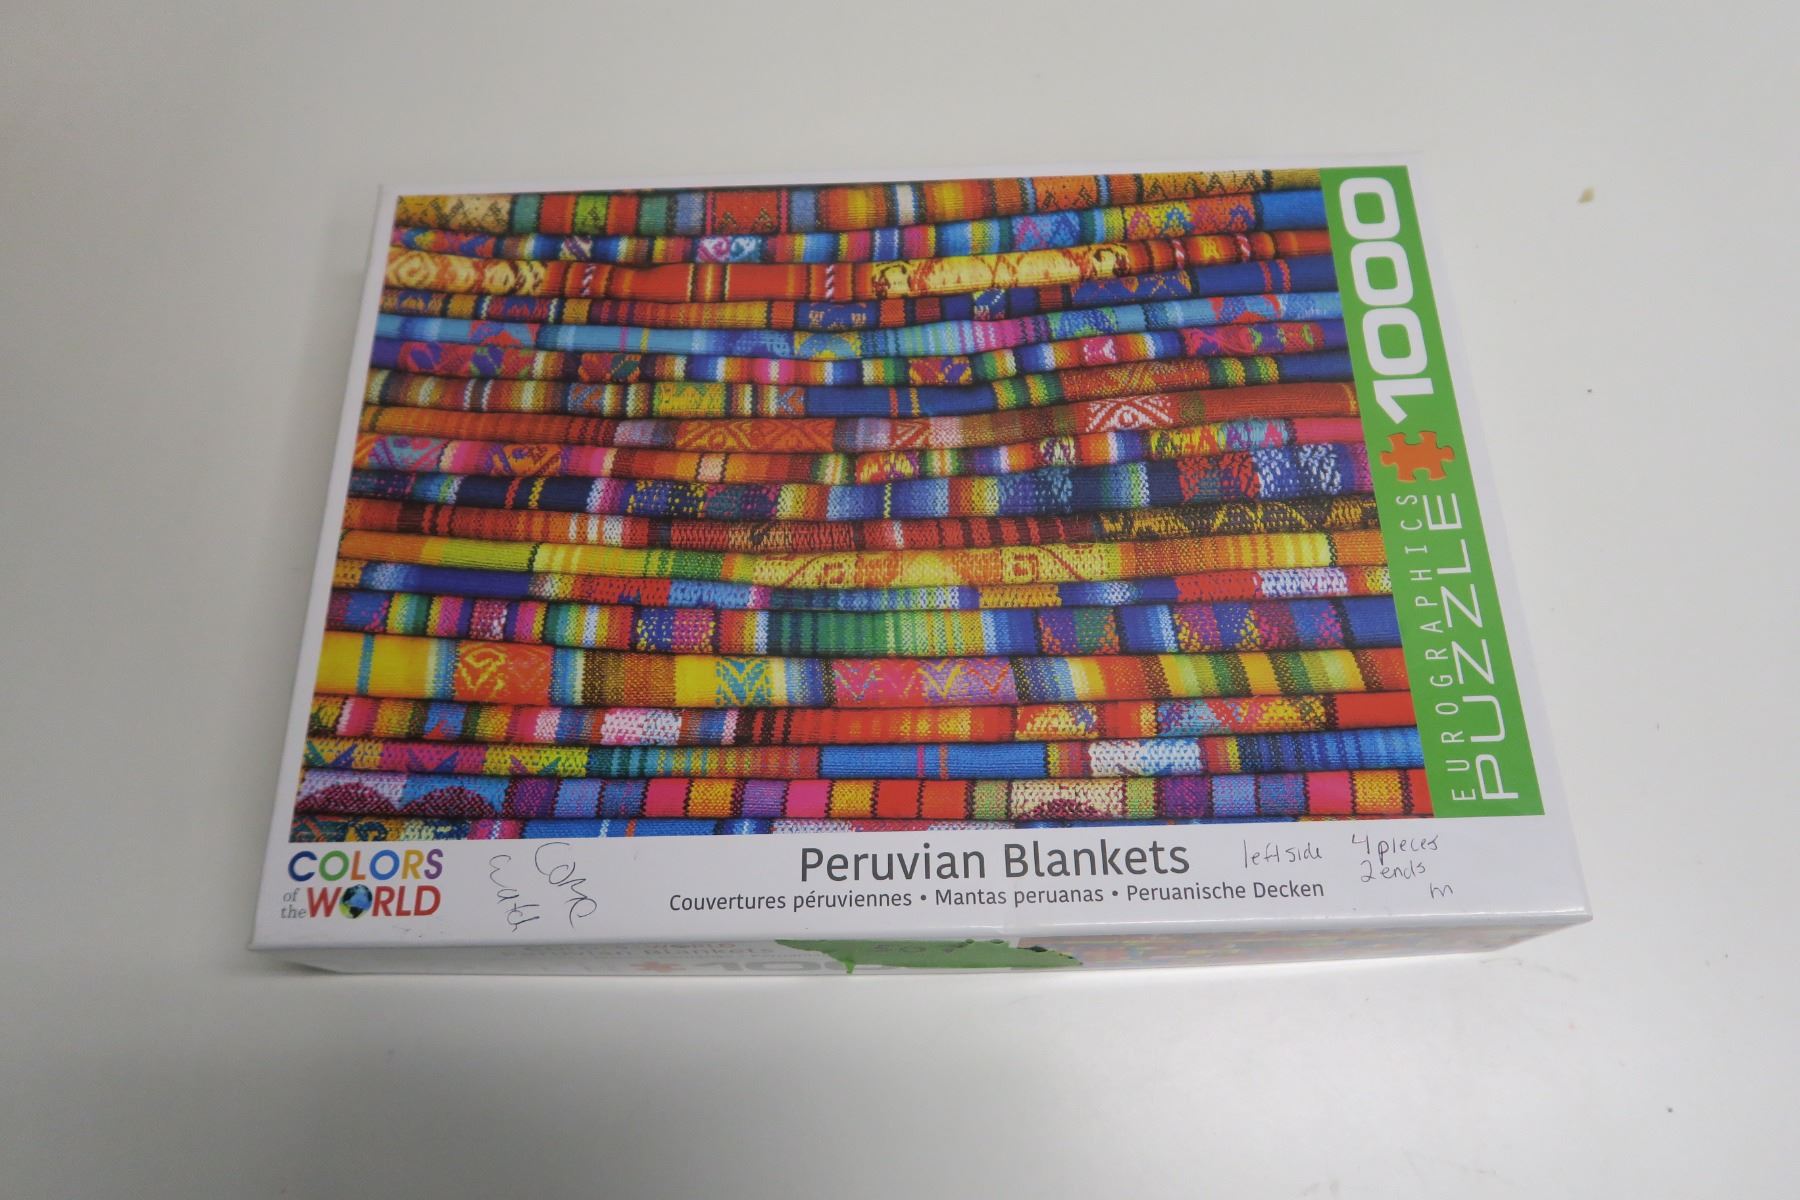 1000
EUROGRAPHICS
PUZZLE
COLORS
of the WORLD
Peruvian Blankets
Couvertures péruviennes • Mantas peruanas • Peruanische Decken
left side
4 pieces
2 ends
m